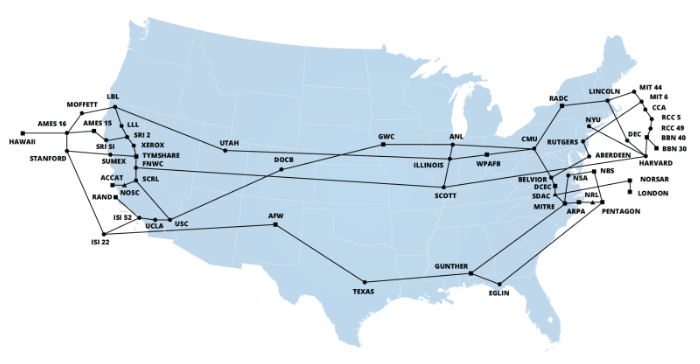 MIT 44
LINCOLN
MIT 6
RADC
CCA
LBL
MOFFETT
NYU
RCC 5
AMES 16
AMES 15
LLL
RCC 49
SRI 2
DEC
BBN 40
HAWAII
GWC
ANL
CMU
RUTGERS
SRI 51
XEROX
UTAH
BBN 30
STANFORD
SUMEX
TYMSHARE
DOCB
ILLINOIS
WPAFB
ABERDEEN
HARVARD
FNWC
NBS
ACCAT
SCRL
BELVIOR
NSA
NORSAR
DCEC
NOSC
RAND
SCOTT
SDAC
NRL
LONDON
MITRE
ARPA
PENTAGON
ISI 52
AFW
UCLA
USC
ISI 22
GUNTHER
TEXAS
EGLIN